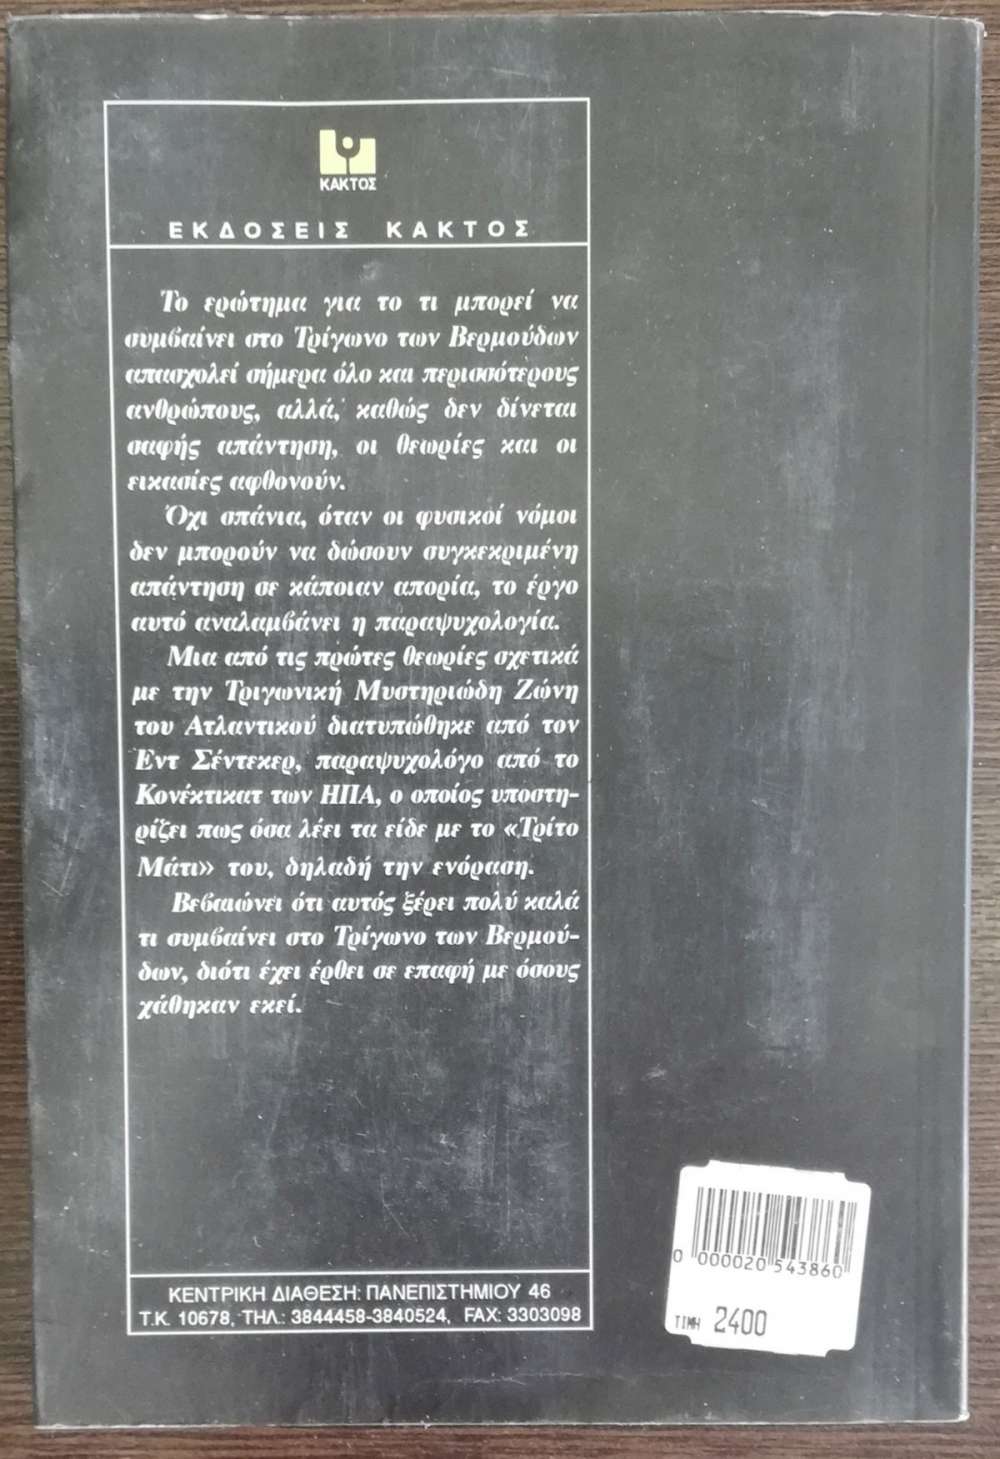 ΚΑΚΤΟΣ
ΕΚΔΟΣΕΙΣ ΚΑΚΤΟΣ
Το ερώτημα για το τι μπορεί να
συμβαίνει στο Τρίγωνο των Βερμούδων
απασχολεί σήμερα όλο και περισσότερους
ανθρώπους, αλλά, καθώς δεν δίνεται
σαφής απάντηση, οι θεωρίες και οι
εικασίες αφθονούν.
Όχι σπάνια, όταν οι φυσικοί νόμοι
δεν μπορούν να δώσουν συγκεκριμένη
απάντηση σε κάποιαν απορία, το έργο
αυτό αναλαμβάνει η παραψυχολογία.
Μια από τις πρώτες θεωρίες σχετικά
με την Τριγωνική Μυστηριώδη Ζώνη
του Ατλαντικού διατυπώθηκε από τον
Έντ Σέντεκερ, παραψυχολόγο από το
Κονέκτικατ των ΗΠΑ, ο οποίος υποστη-
ρίζει πως όσα λέει τα είδε με το «Τρίτο
Μάτι» του, δηλαδή την ενόραση.
Βεβαιώνει ότι αυτός ξέρει πολύ καλά
τι συμβαίνει στο Τρίγωνο των Βερμού-
δων, διότι έχει έρθει σε επαφή με όσους
χάθηκαν εκεί.
ΚΕΝΤΡΙΚΗ ΔΙΑΘΕΣΗ: ΠΑΝΕΠΙΣΤΗΜΙΟΥ 46
Τ.Κ. 10678, ΤΗΛ.: 3844458-3840524, FAX: 3303098
0 000020 543860
ΤΙΜΗ 2400